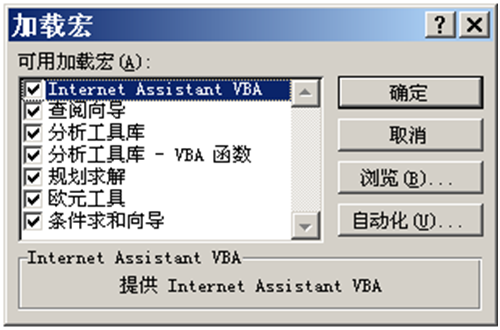 加载宏
可用加载宏(A):
Internet Assistant VBA
查阅向导
分析工具库
分析工具库 - VBA 函数
规划求解
欧元工具
条件求和向导
确定
取消
浏览(B)...
自动化(U)...
Internet Assistant VBA
提供 Internet Assistant VBA